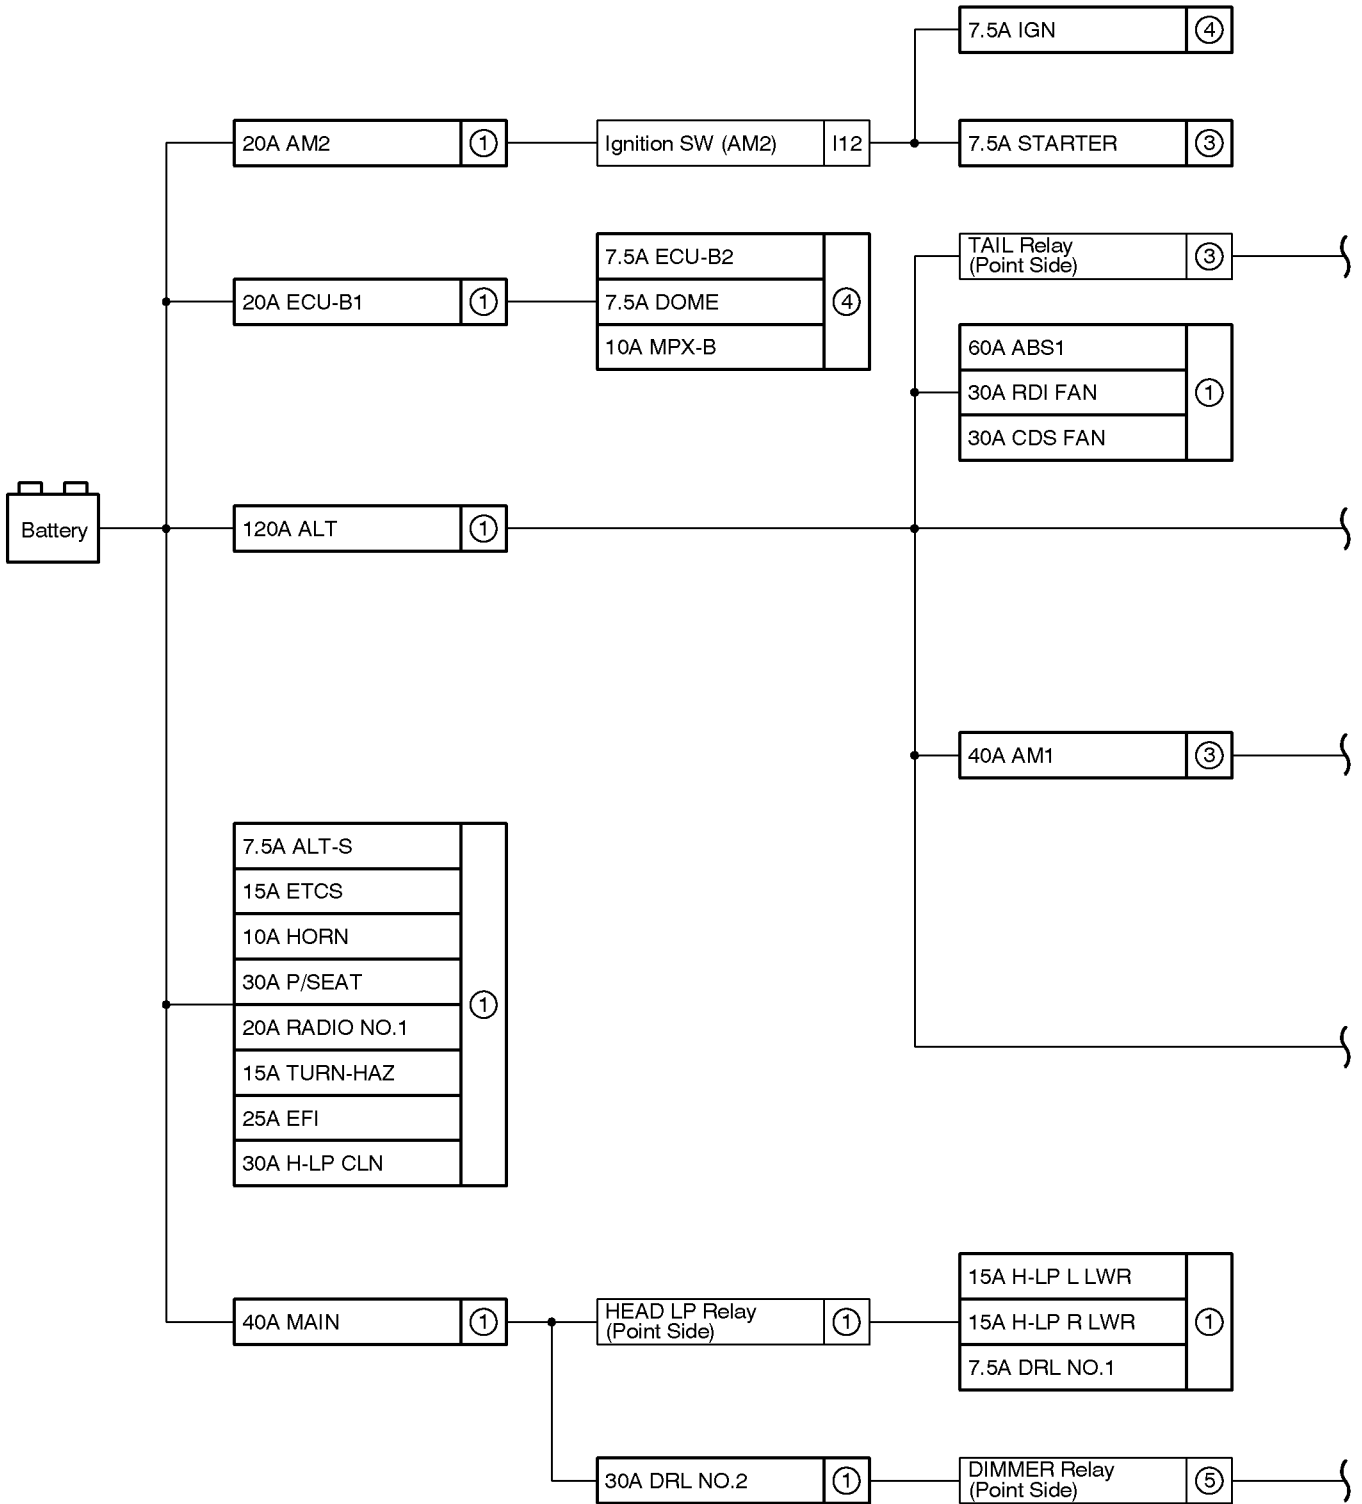 7.5A IGN
④
20A AM2
①
Ignition SW (AM2)
I12
7.5A STARTER
③
TAIL Relay
(Point Side)
③
7.5A ECU-B2
20A ECU-B1
①
7.5A DOME
④
10A MPX-B
60A ABS1
30A RDI FAN
①
30A CDS FAN
Battery
120A ALT
①
40A AM1
③
7.5A ALT-S
15A ETCS
10A HORN
30A P/SEAT
①
20A RADIO NO.1
15A TURN-HAZ
25A EFI
30A H-LP CLN
40A MAIN
①
HEAD LP Relay
(Point Side)
①
15A H-LP L LWR
15A H-LP R LWR
①
7.5A DRL NO.1
30A DRL NO.2
①
DIMMER Relay
(Point Side)
⑤